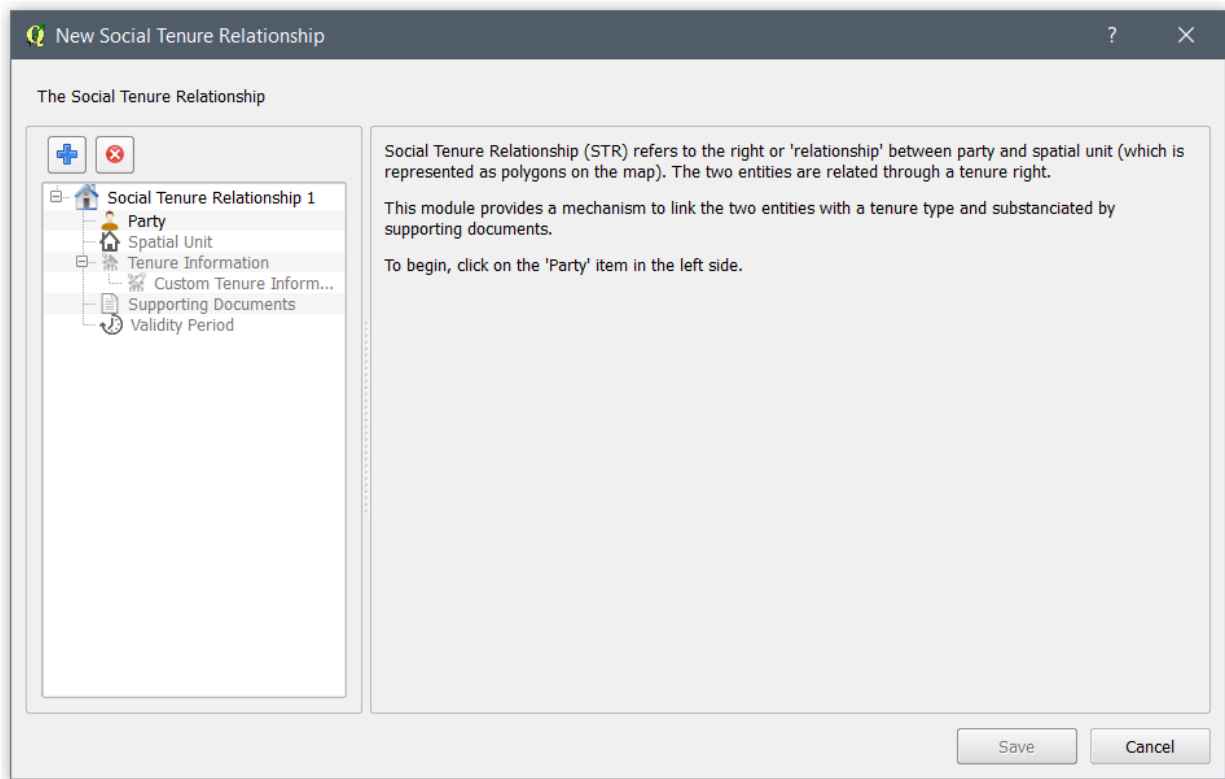 New Social Tenure Relationship
?
The Social Tenure Relationship
Social Tenure Relationship 1
Party
Spatial Unit
Tenure Information
Custom Tenure Inform...
Supporting Documents
Validity Period
Social Tenure Relationship (STR) refers to the right or 'relationship' between party and spatial unit (which is
represented as polygons on the map). The two entities are related through a tenure right.
This module provides a mechanism to link the two entities with a tenure type and substanciated by
supporting documents.
To begin, click on the 'Party' item in the left side.
Save
Cancel